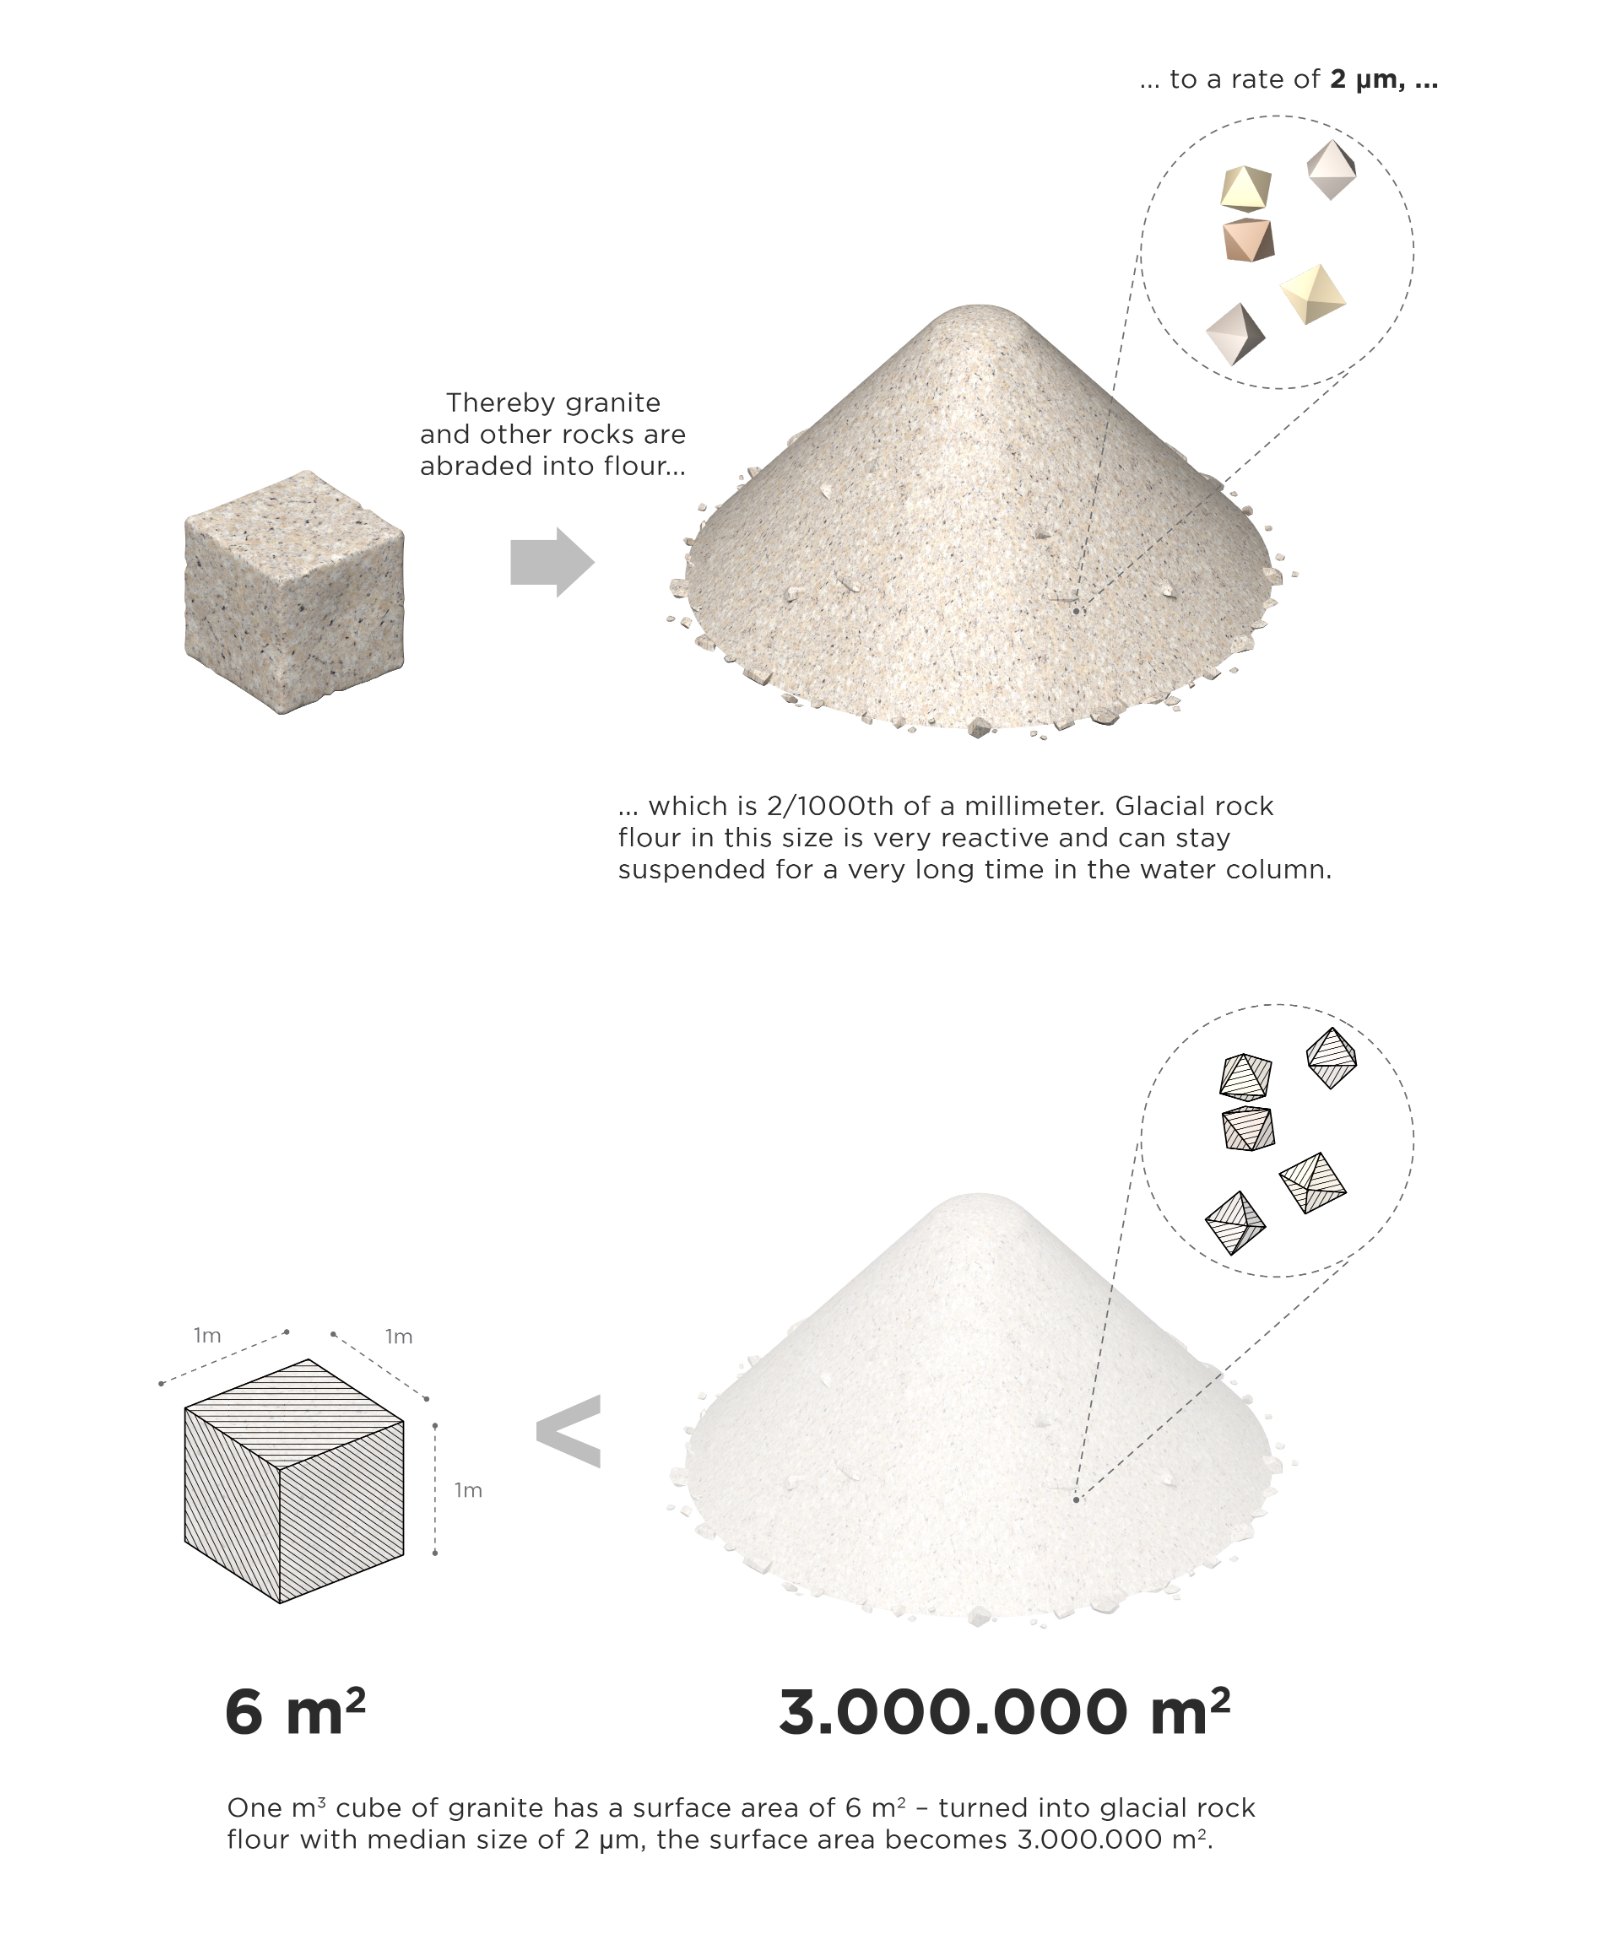 ... to a rate of 2 µm, ...
Thereby granite
and other rocks are
abraded into flour...
... which is 2/1000th of a millimeter. Glacial rock
flour in this size is very reactive and can stay
suspended for a very long time in the water column.
1m
1m
1m
<
6 m²
3.000.000 m²
One m³ cube of granite has a surface area of 6 m² – turned into glacial rock
flour with median size of 2 µm, the surface area becomes 3.000.000 m².